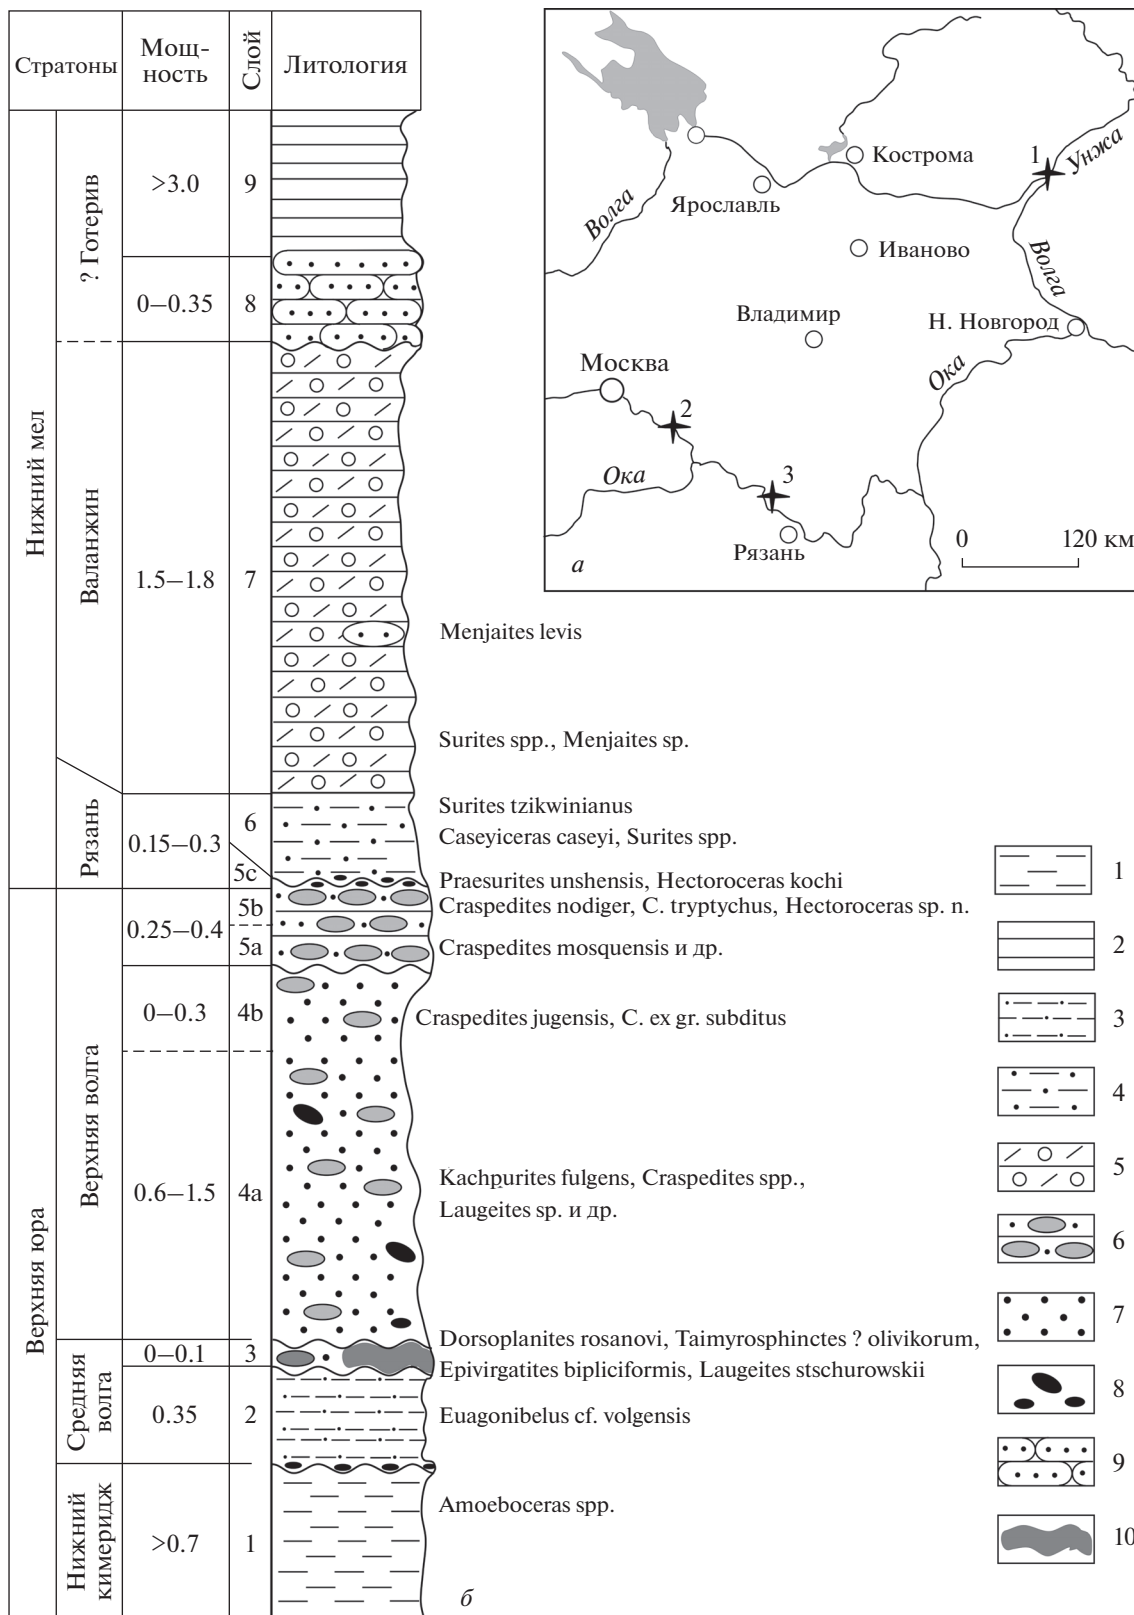 Стратоны
Мощ-
ность
Слой
Литология
Нижний мел
? Готерив
Валанжин
Рязань
Верхняя юра
Верхняя волга
Средняя
волга
Нижний
кимеридж
>3.0
9
0–0.35
8
1.5–1.8
7
0.15–0.3
6
5c
0.25–0.4
5b
5a
0–0.3
4b
0.6–1.5
4a
0–0.1
3
0.35
2
>0.7
1
Menjaites levis
Surites spp., Menjaites sp.
Surites tzikwinianus
Caseyiceras caseyi, Surites spp.
Praesurites unshensis, Hectoroceras kochi
Craspedites nodiger, C. tryptychus, Hectoroceras sp. n.
Craspedites mosquensis и др.
Craspedites jugensis, C. ex gr. subditus
Kachpurites fulgens, Craspedites spp.,
Laugeites sp. и др.
Dorsoplanites rosanovi, Taimyrosphinctes ? olivikorum,
Epivirgatites bipliciformis, Laugeites stschurowskii
Euagonibelus cf. volgensis
Amoeboceras spp.
б
Волга
Ярославль
Кострома
1
Унжа
Иваново
Волга
Владимир
Н. Новгород
Москва
Ока
2
Ока
3
Рязань
0
120 км
а
1
2
3
4
5
6
7
8
9
10